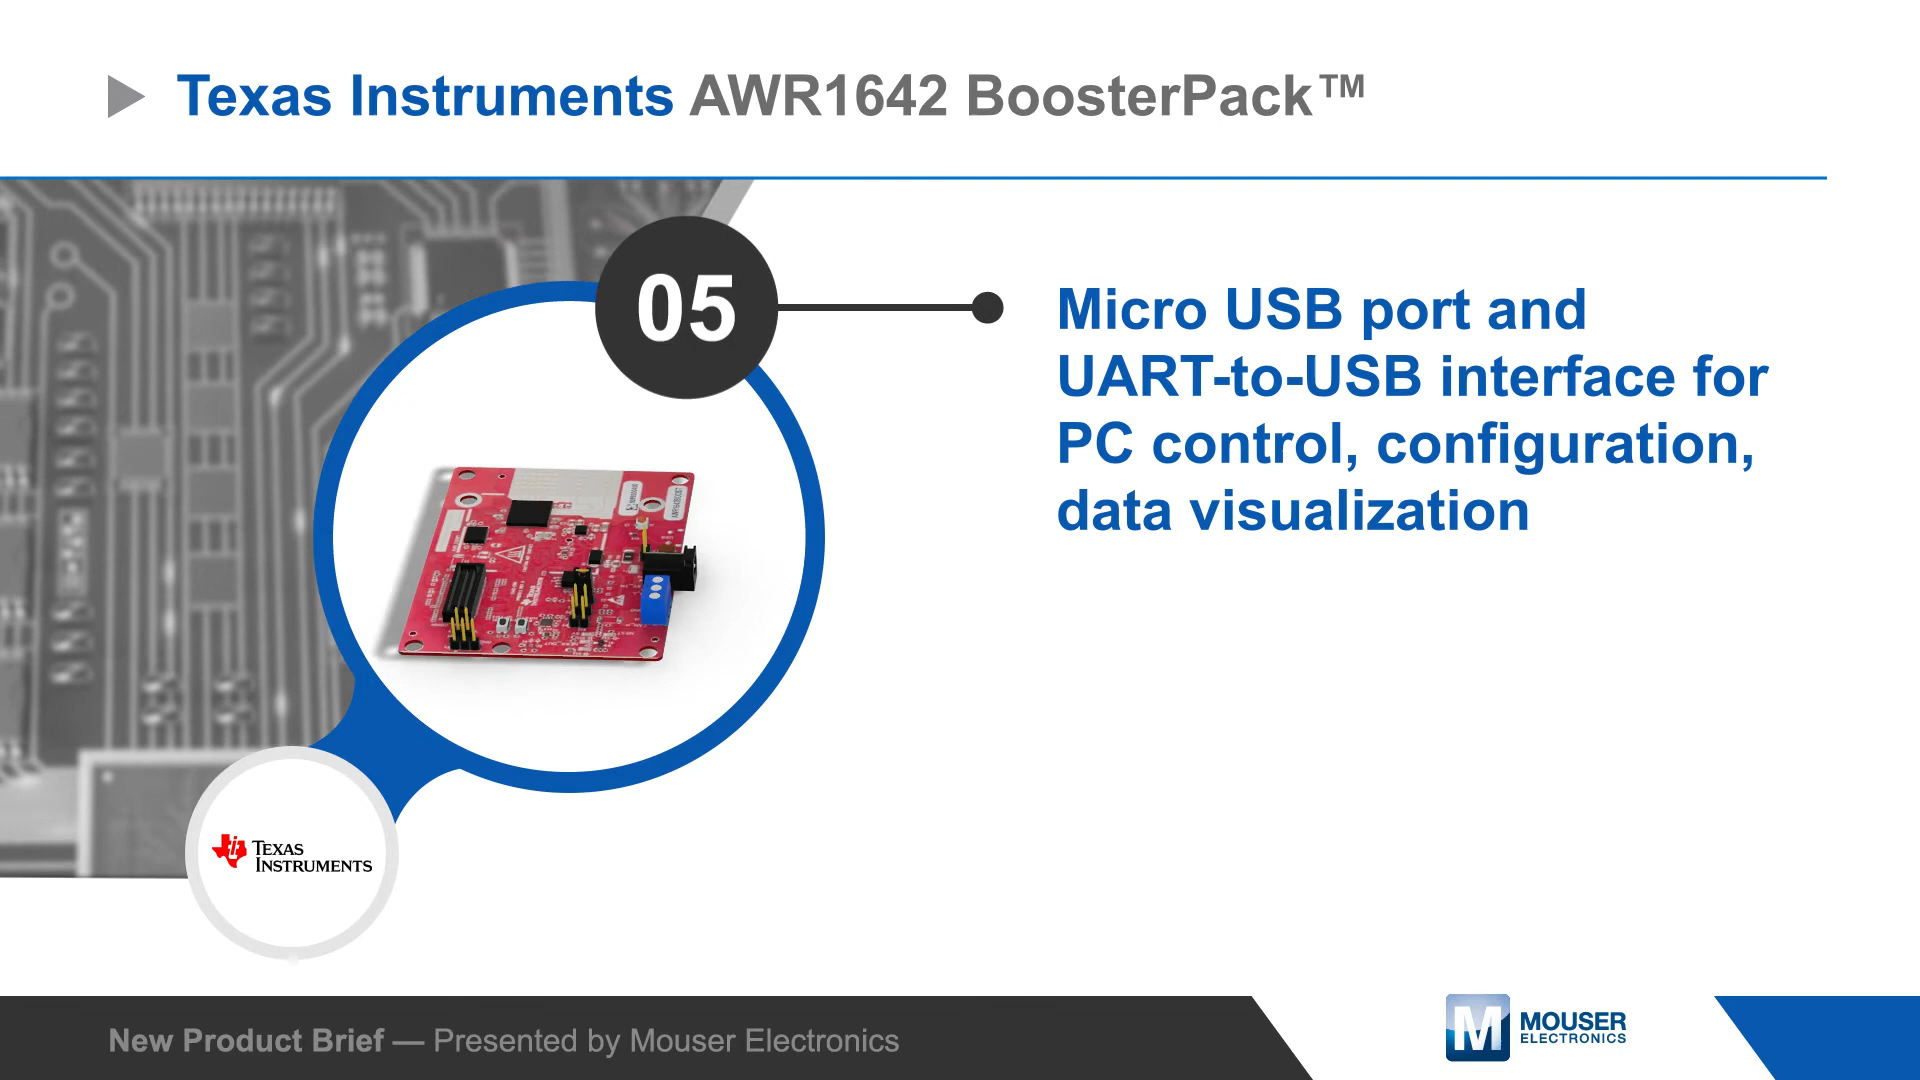 Texas Instruments AWR1642 BoosterPack™
05
Micro USB port and
UART-to-USB interface for
PC control, configuration,
data visualization
TEXAS
INSTRUMENTS
New Product Brief — Presented by Mouser Electronics
M
MOUSER
ELECTRONICS